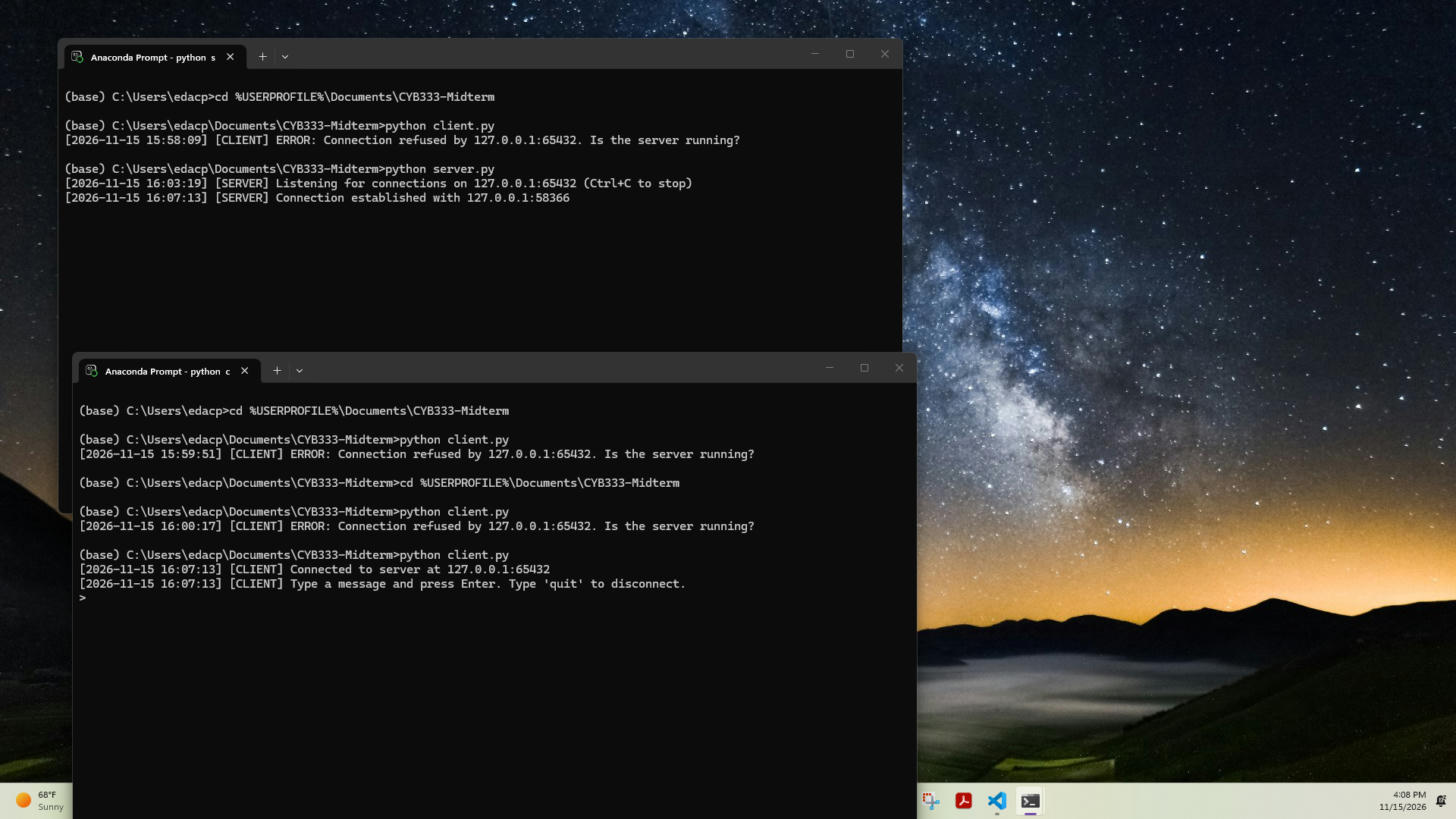 Anaconda Prompt - python s
(base) C:\Users\edacp>cd %USERPROFILE%\Documents\CYB333-Midterm
(base) C:\Users\edacp\Documents\CYB333-Midterm>python client.py
[2026-11-15 15:58:09] [CLIENT] ERROR: Connection refused by 127.0.0.1:65432. Is the server running?
(base) C:\Users\edacp\Documents\CYB333-Midterm>python server.py
[2026-11-15 16:03:19] [SERVER] Listening for connections on 127.0.0.1:65432 (Ctrl+C to stop)
[2026-11-15 16:07:13] [SERVER] Connection established with 127.0.0.1:58366
Anaconda Prompt - python c
(base) C:\Users\edacp>cd %USERPROFILE%\Documents\CYB333-Midterm
(base) C:\Users\edacp\Documents\CYB333-Midterm>python client.py
[2026-11-15 15:59:51] [CLIENT] ERROR: Connection refused by 127.0.0.1:65432. Is the server running?
(base) C:\Users\edacp\Documents\CYB333-Midterm>cd %USERPROFILE%\Documents\CYB333-Midterm
(base) C:\Users\edacp\Documents\CYB333-Midterm>python client.py
[2026-11-15 16:00:17] [CLIENT] ERROR: Connection refused by 127.0.0.1:65432. Is the server running?
(base) C:\Users\edacp\Documents\CYB333-Midterm>python client.py
[2026-11-15 16:07:13] [CLIENT] Connected to server at 127.0.0.1:65432
[2026-11-15 16:07:13] [CLIENT] Type a message and press Enter. Type 'quit' to disconnect.
>
68°F
Sunny
4:08 PM
11/15/2026